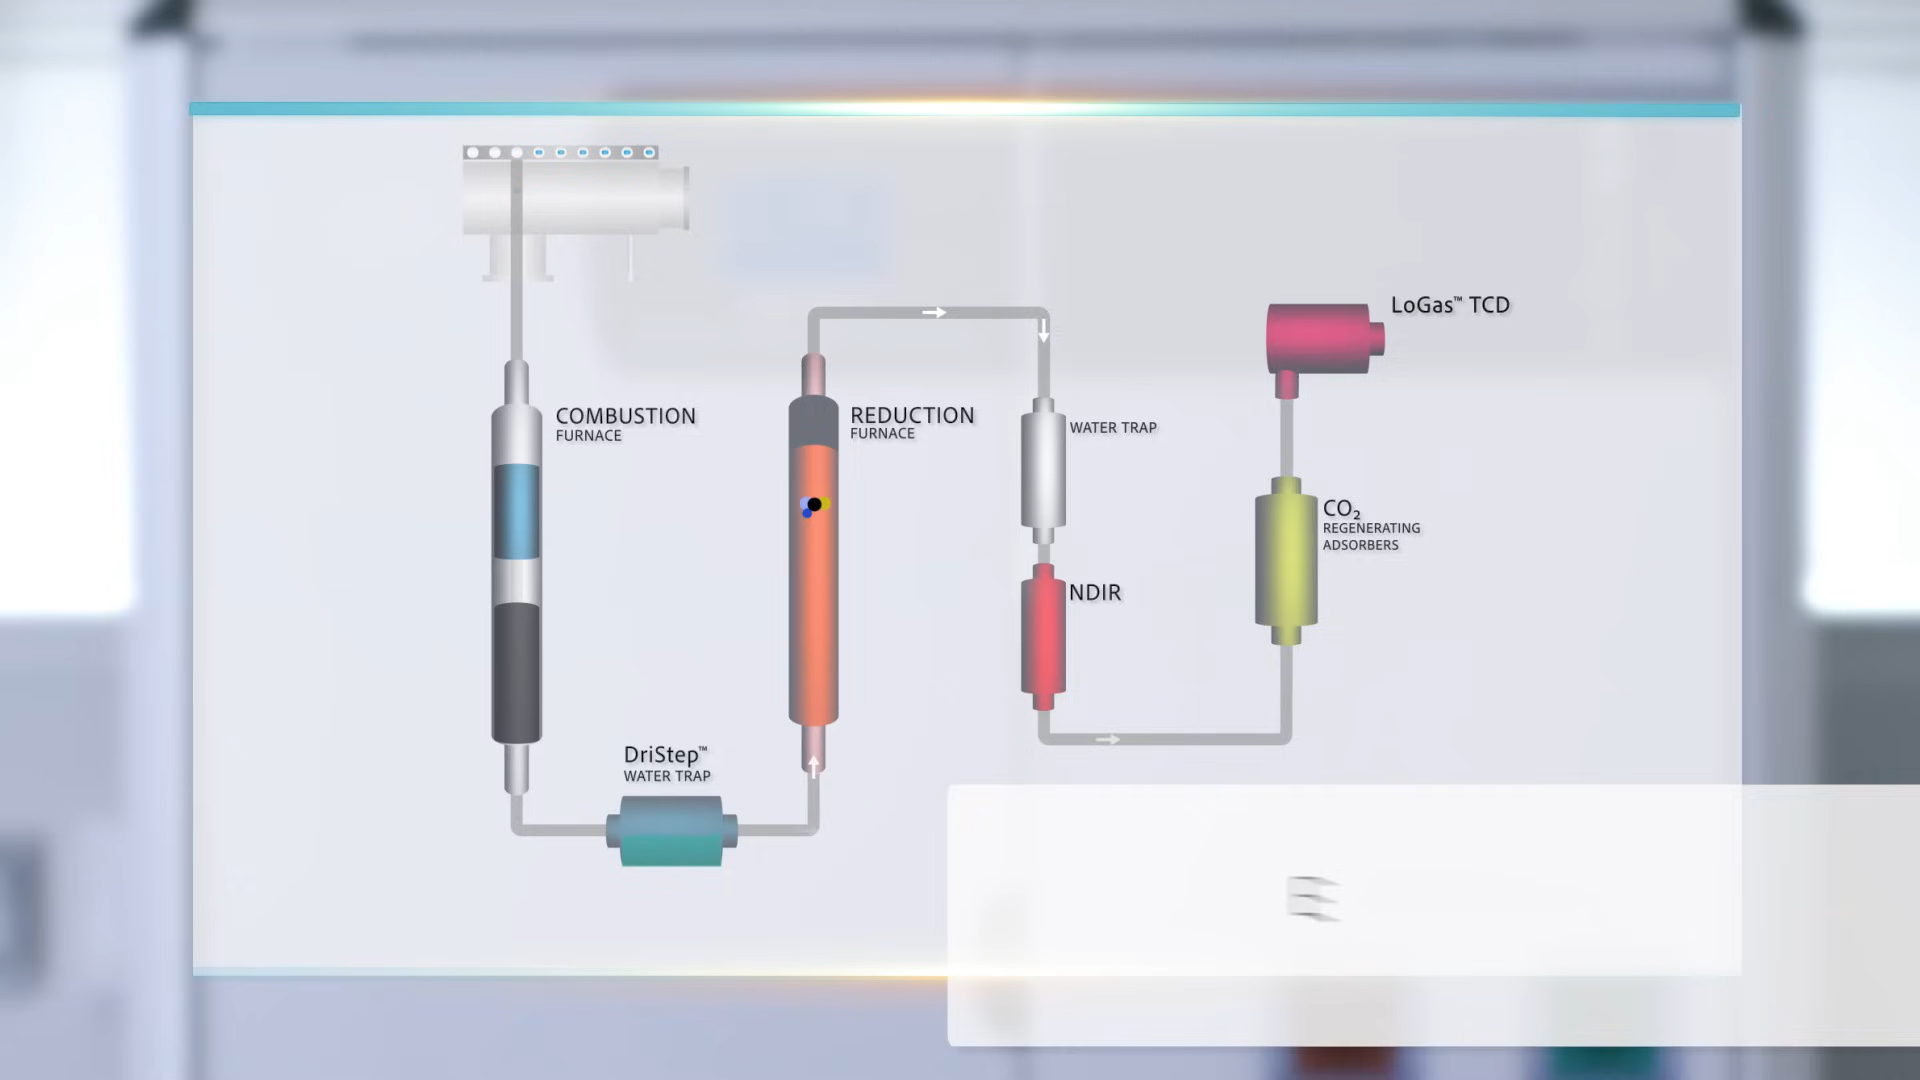 LoGas™ TCD
COMBUSTION
FURNACE
REDUCTION
FURNACE
WATER TRAP
CO₂
REGENERATING
ADSORBERS
NDIR
DriStep™
WATER TRAP